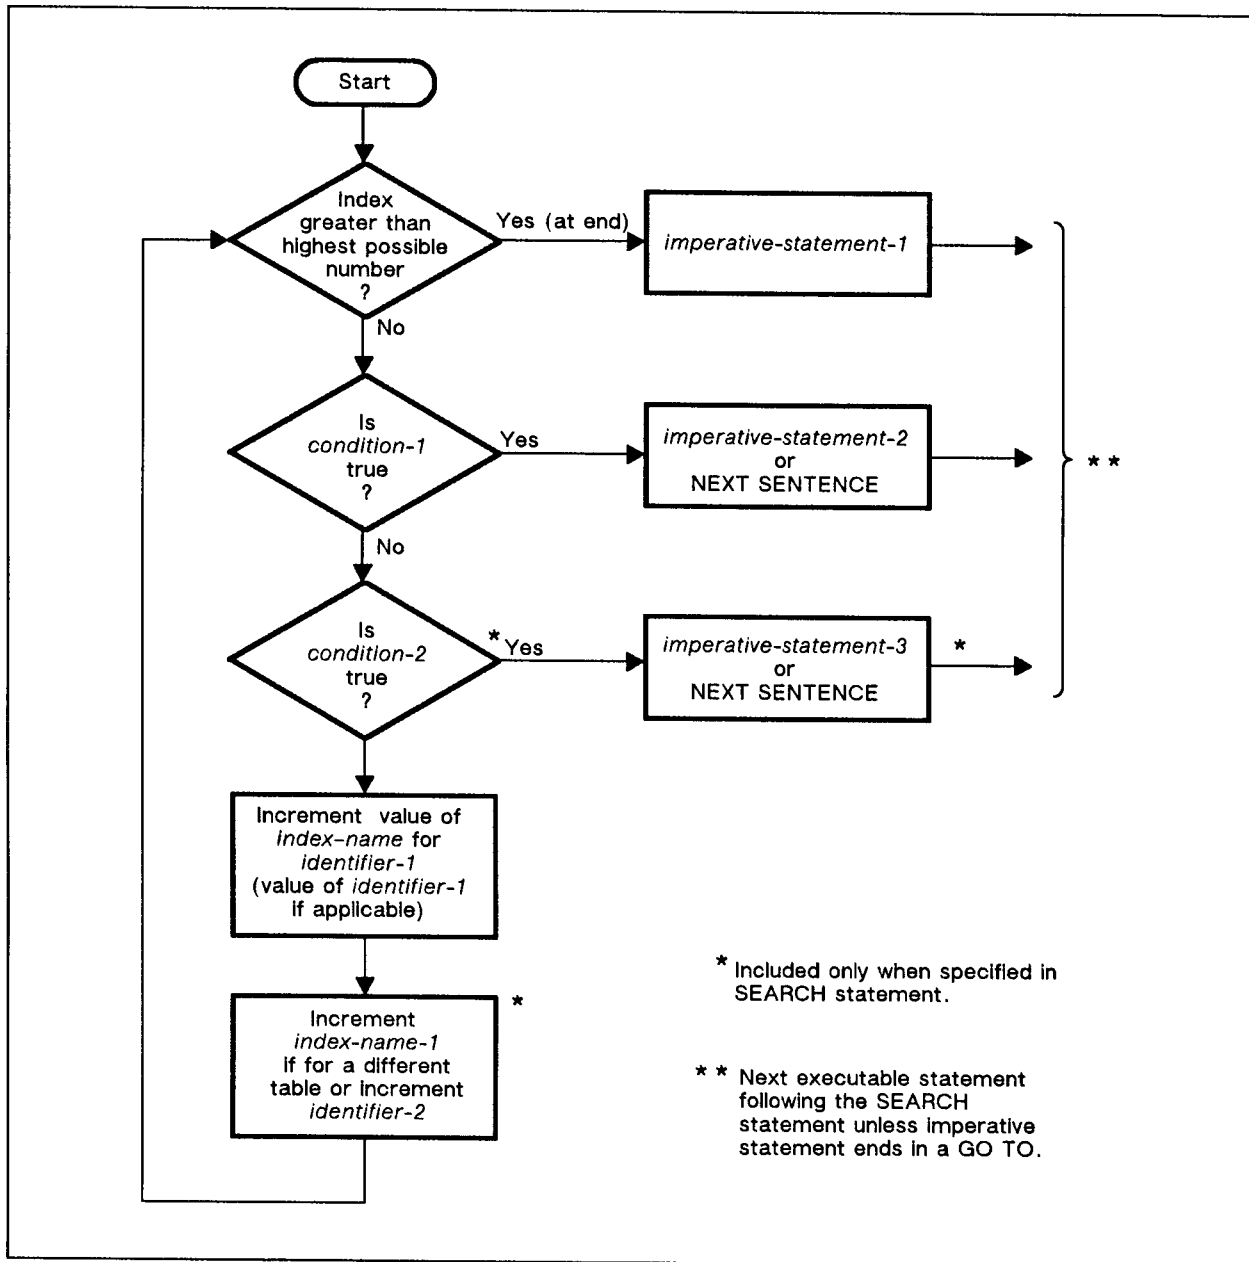 Start
Index
greater than
highest possible
number
?
Yes (at end)
imperative-statement-1
No
Is
condition-1
true
?
Yes
imperative-statement-2
or
NEXT SENTENCE
* *
No
Is
condition-2
true
?
* Yes
imperative-statement-3
or
NEXT SENTENCE
*
Increment value of
index-name for
identifier-1
(value of identifier-1
if applicable)
Increment
index-name-1
if for a different
table or increment
identifier-2
*
* Included only when specified in
SEARCH statement.
* * Next executable statement
following the SEARCH
statement unless imperative
statement ends in a GO TO.